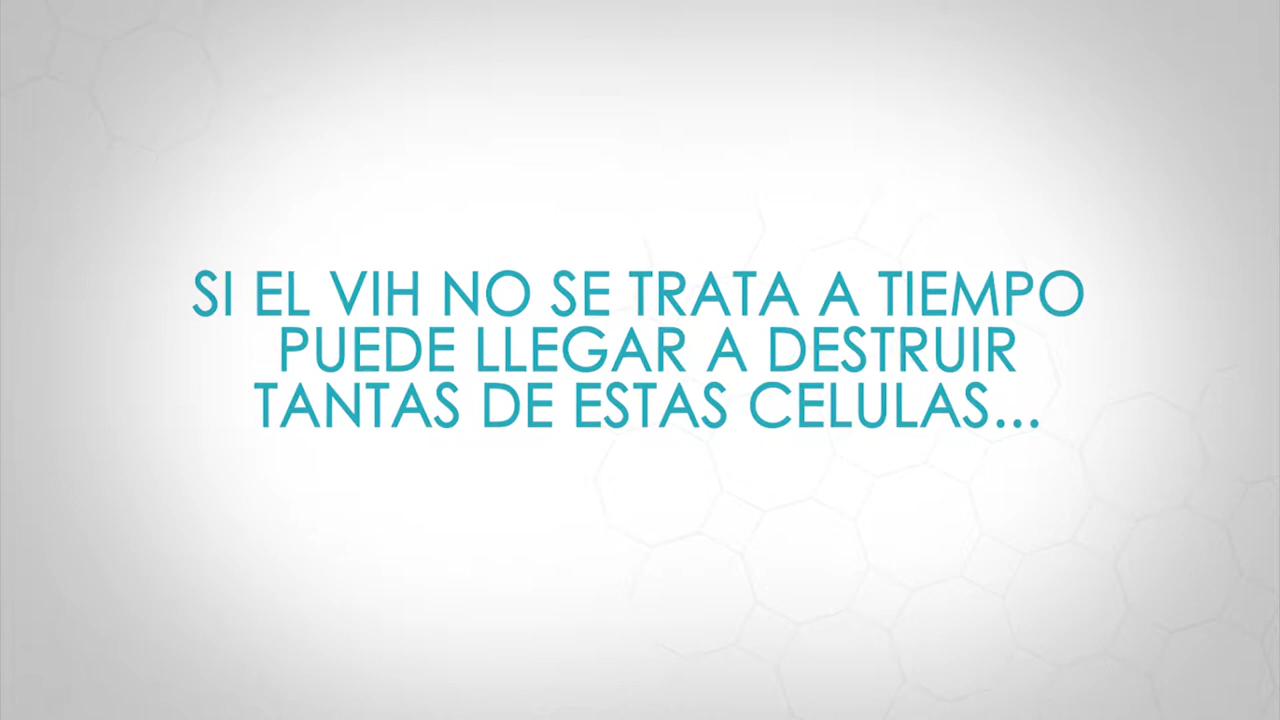 SI EL VIH NO SE TRATA A TIEMPO
PUEDE LLEGAR A DESTRUIR
TANTAS DE ESTAS CELULAS...